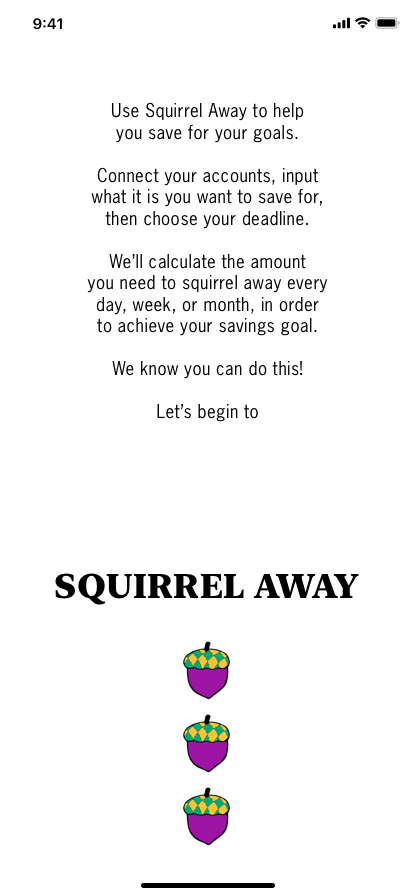 9:41
Use Squirrel Away to help
you save for your goals.
Connect your accounts, input
what it is you want to save for,
then choose your deadline.
We’ll calculate the amount
you need to squirrel away every
day, week, or month, in order
to achieve your savings goal.
We know you can do this!
Let’s begin to
SQUIRREL AWAY